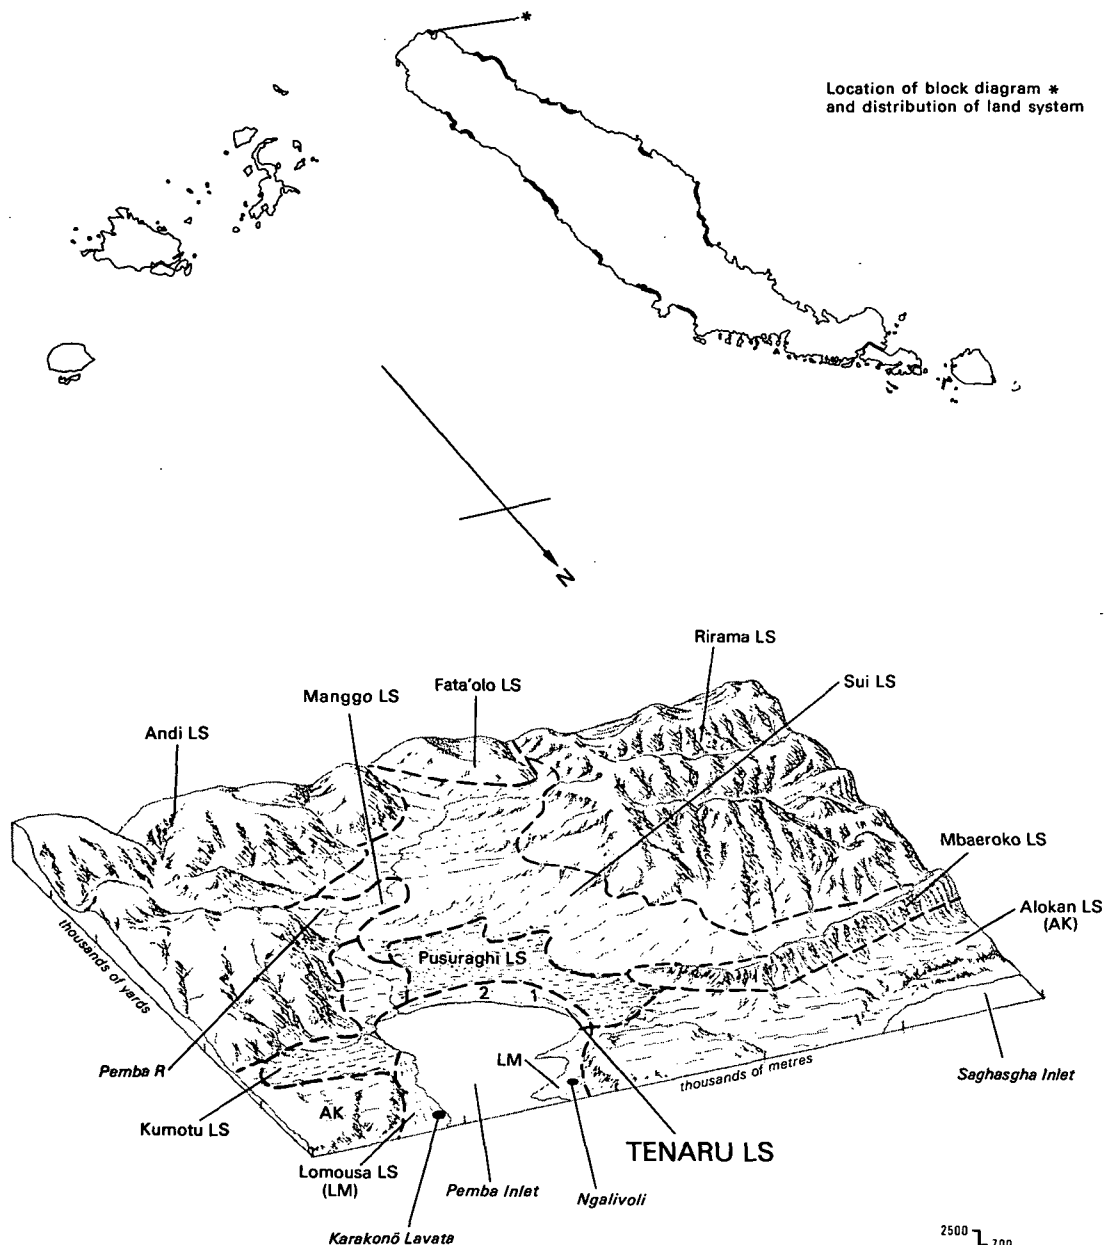 *
Location of block diagram *
and distribution of land system
A
N
Rirama LS
Sui LS
Fata'olo LS
Manggo LS
Andi LS
Mbaeroko LS
Alokan LS
(AK)
thousands of yards
Pusuraghi LS
2
1
Pemba R
LM
thousands of metres
Saghasgha Inlet
AK
Kumotu LS
TENARU LS
Lomousa LS
(LM)
Pemba Inlet
Ngalivoli
Karakonö Lavata
2500
700